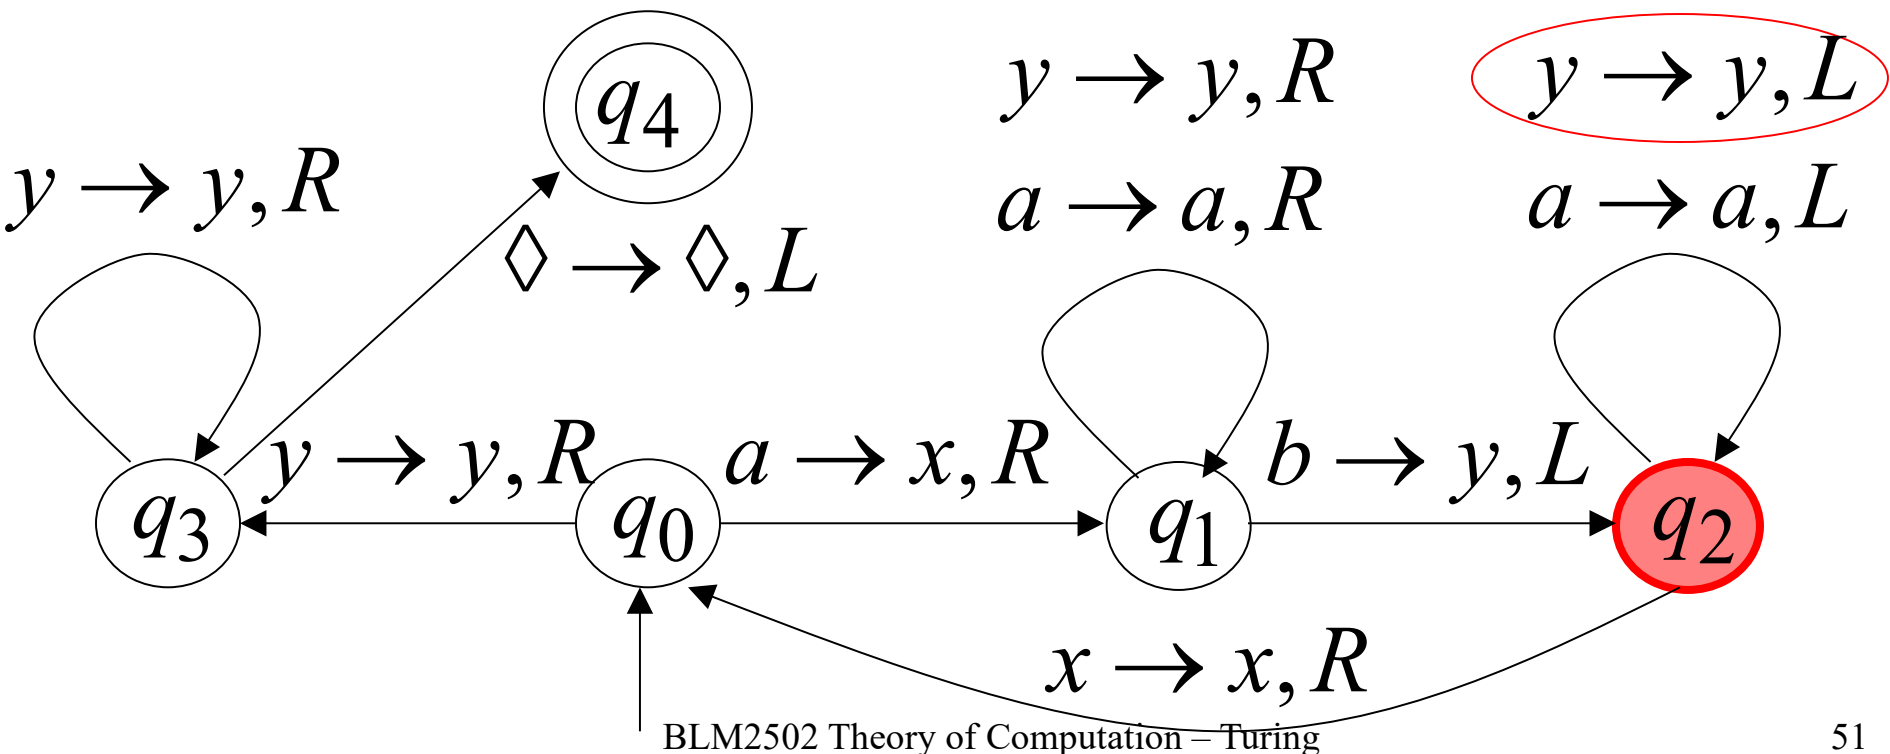 q4
y → y, R
y → y, L
y → y, R
a → a, R
a → a, L
◊ → ◊, L
y → y, R
a → x, R
b → y, L
q3
q0
q1
q2
x → x, R
BLM2502 Theory of Computation – Turing
51